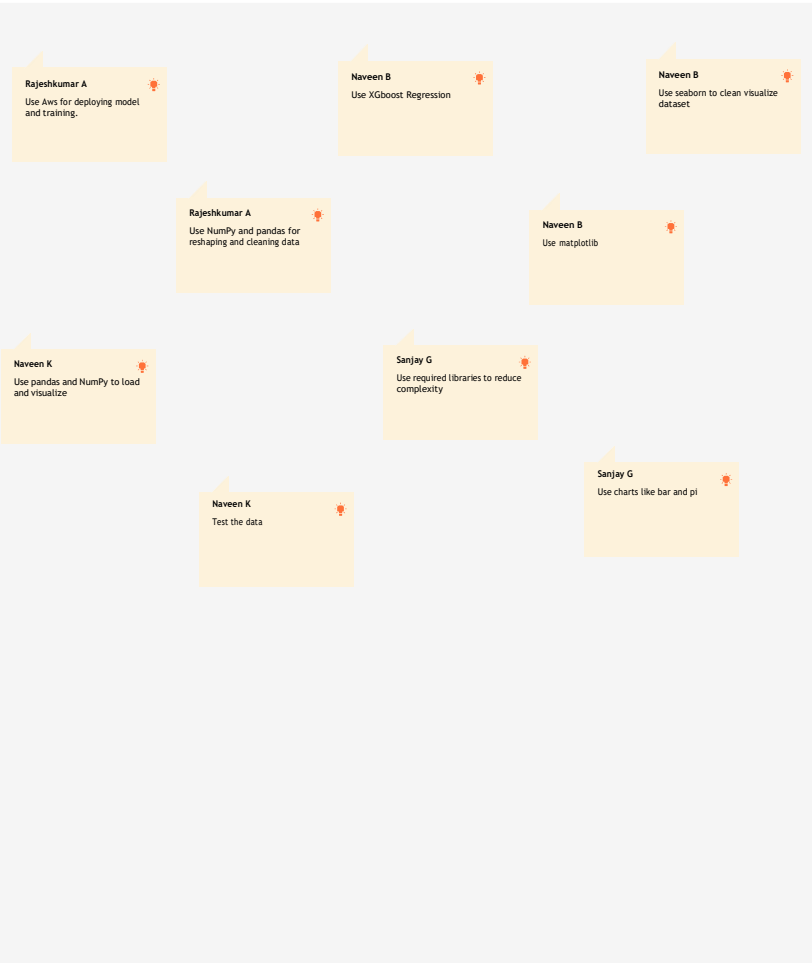 Rajeshkumar A
Use Aws for deploying model
and training.
Naveen B
Use XGboost Regression
Naveen B
Use seaborn to clean visualize
dataset
Rajeshkumar A
Use NumPy and pandas for
reshaping and cleaning data
Naveen B
Use matplotlib
Naveen K
Use pandas and NumPy to load
and visualize
Sanjay G
Use required libraries to reduce
complexity
Sanjay G
Use charts like bar and pi
Naveen K
Test the data